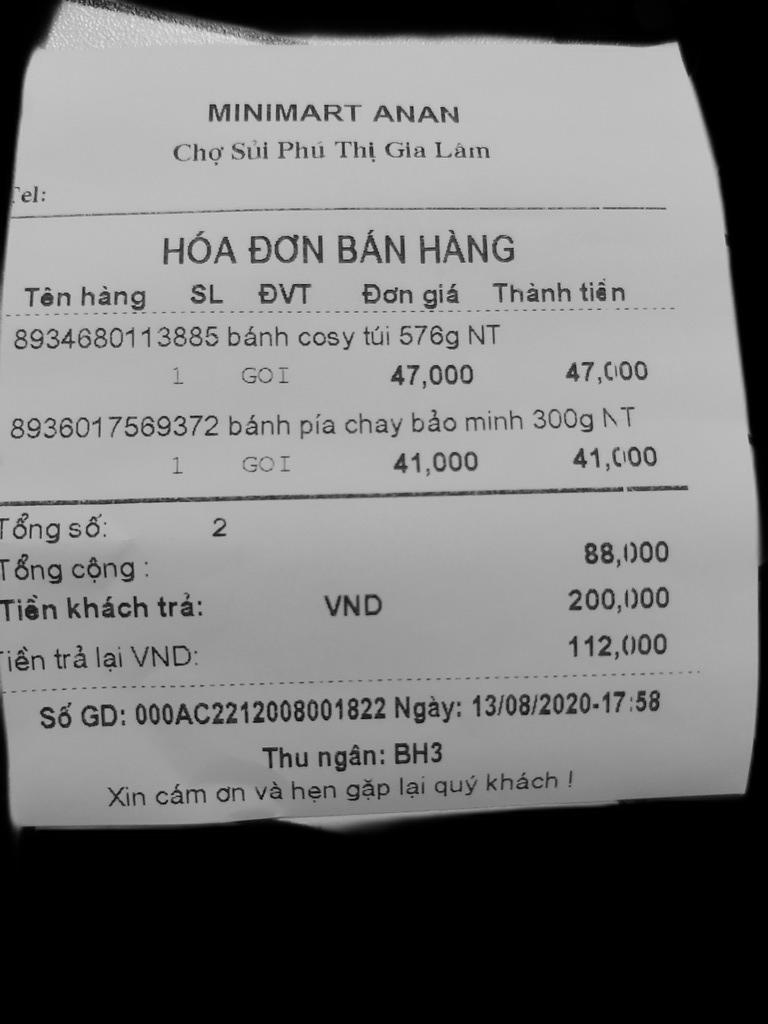 MINIMART ANAN
Chợ Sủi Phú Thị Gia Lâm
Tel:
HÓA ĐƠN BÁN HÀNG
Tên hàng SL ĐVT Đơn giá Thành tiền
8934680113885 bánh cosy túi 576g NT
1 GOI 47,000 47,000
8936017569372 bánh pía chay bảo minh 300g NT
1 GOI 41,000 41,000
Tổng số: 2
Tổng cộng : 88,000
Tiền khách trả: VND 200,000
Tiền trả lại VND: 112,000
Số GD: 000AC2212008001822 Ngày: 13/08/2020-17:58
Thu ngân: BH3
Xin cám ơn và hẹn gặp lại quý khách !